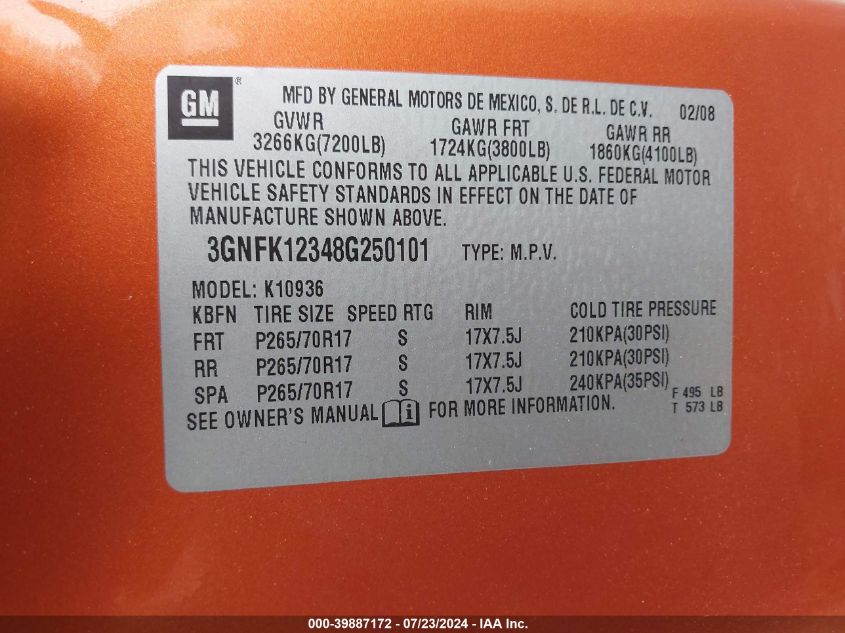 GM ®
MFD BY GENERAL MOTORS DE MEXICO, S. DE R.L. DE C.V. 02/08
GVWR GAWR FRT GAWR RR
3266KG(7200LB) 1724KG(3800LB) 1860KG(4100LB)
THIS VEHICLE CONFORMS TO ALL APPLICABLE U.S. FEDERAL MOTOR
VEHICLE SAFETY STANDARDS IN EFFECT ON THE DATE OF
MANUFACTURE SHOWN ABOVE.
3GNFK12348G250101 TYPE: M.P.V.
MODEL: K10936
KBFN TIRE SIZE SPEED RTG RIM COLD TIRE PRESSURE
FRT P265/70R17 S 17X7.5J 210KPA(30PSI)
RR P265/70R17 S 17X7.5J 210KPA(30PSI)
SPA P265/70R17 S 17X7.5J 240KPA(35PSI)
F 495 LB
SEE OWNER'S MANUAL i FOR MORE INFORMATION. T 573 LB
000-39887172 / 07/23/2024 - IAA Inc.